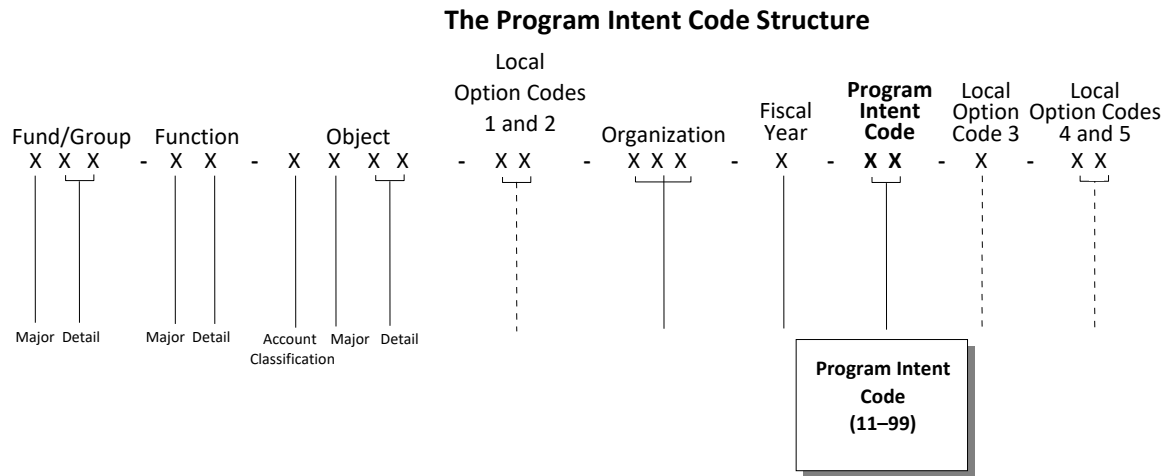 The Program Intent Code Structure
Local
Option Codes
1 and 2
Fund/Group Function Object Organization
Fiscal
Year
Program
Intent
Code
Local
Option
Code 3
Local
Option Codes
4 and 5
X X X - X X - X X X X - X X - X X X - X - X X - X - X X
Major Detail Major Detail Account Classification Major Detail
Program Intent
Code
(11–99)